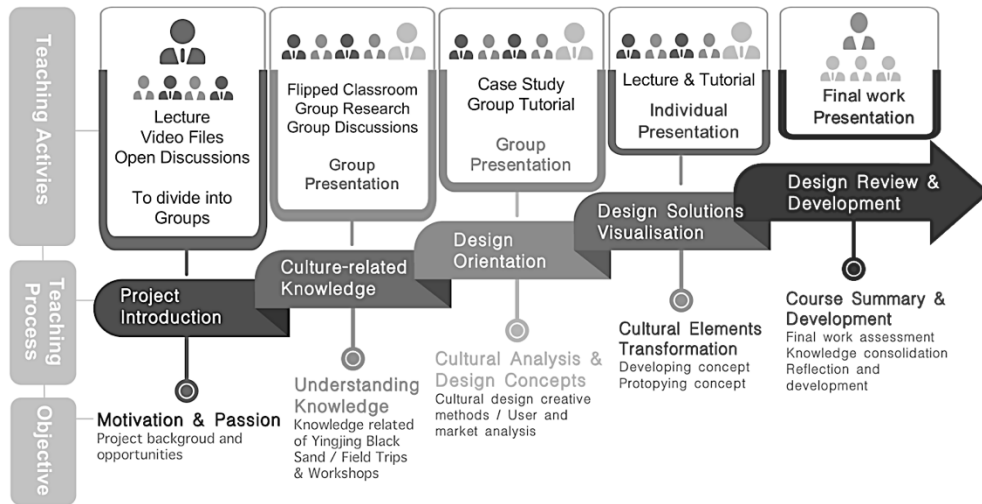 Teaching Activies
Lecture
Video Files
Open Discussions
To divide into
Groups
Flipped Classroom
Group Research
Group Discussions
Group
Presentation
Case Study
Group Tutorial
Group
Presentation
Lecture & Tutorial
Individual
Presentation
Final work
Presentation
Teaching
Process
Project
Introduction
Culture-related
Knowledge
Design
Orientation
Design Solutions
Visualisation
Design Review &
Development
Objective
Motivation & Passion
Project backgroud and
opportunities
Understanding
Knowledge
Knowledge related
of Yingjing Black
Sand / Field Trips
& Workshops
Cultural Analysis &
Design Concepts
Cultural design creative
methods / User and
market analysis
Cultural Elements
Transformation
Developing concept
Protopying concept
Course Summary &
Development
Final work assessment
Knowledge consolidation
Reflection and
development